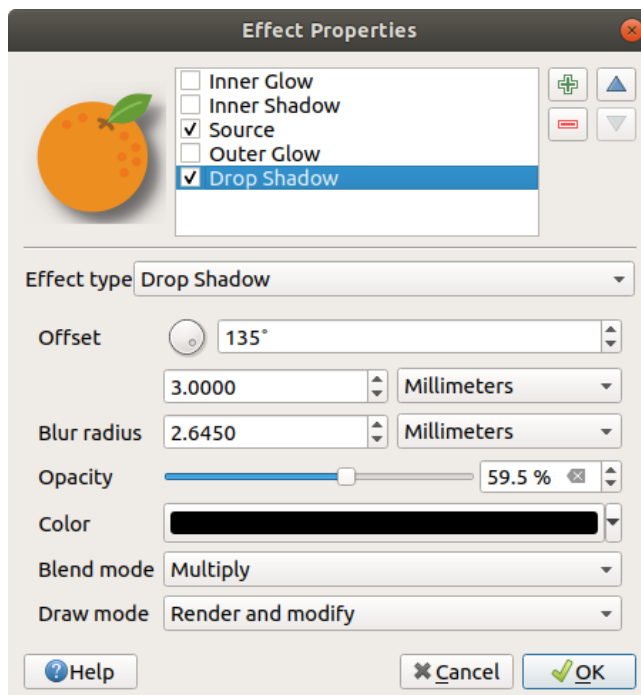 Effect Properties
Inner Glow
Inner Shadow
Source
Outer Glow
Drop Shadow
Effect type Drop Shadow
Offset 135°
3.0000 Millimeters
Blur radius 2.6450 Millimeters
Opacity 59.5 %
Color
Blend mode Multiply
Draw mode Render and modify
Help Cancel OK